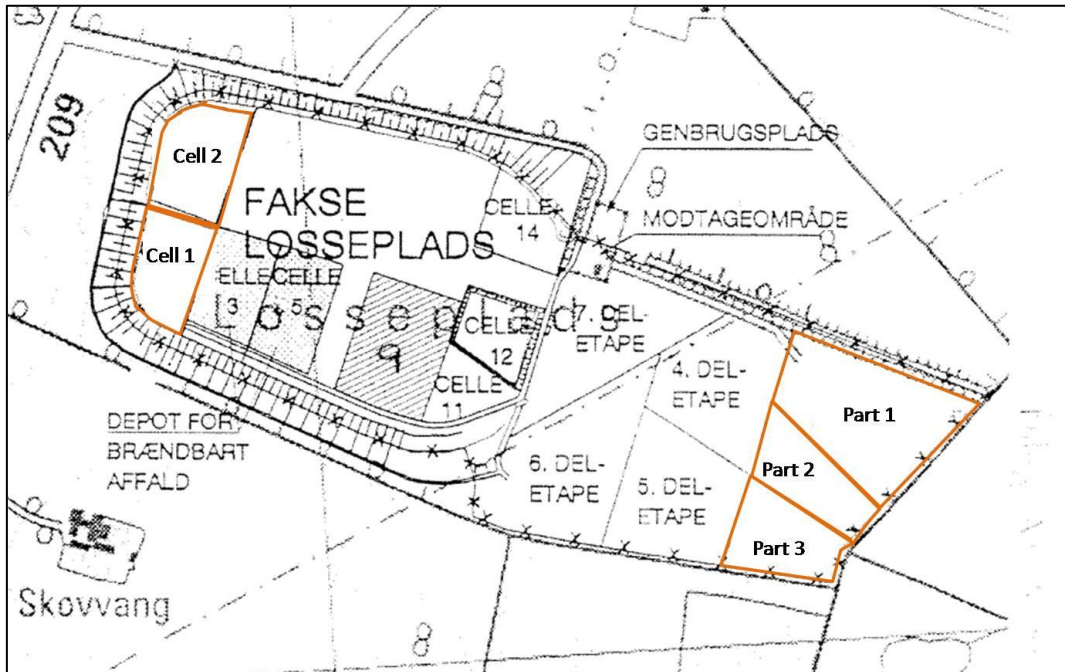 209
Cell 2
Cell 1
FAKSE
LOSSEPLADS
ELLE
3
CELLE
5
Losseplads
9
CELLE
14
CELLE
12
CELLE
11
GENBRUGSPLADS
MODTAGEOMRÅDE
7. DEL-
ETAPE
4. DEL-
ETAPE
6. DEL-
ETAPE
5. DEL-
ETAPE
Part 1
Part 2
Part 3
DEPOT FOR
BRÆNDBART
AFFALD
Skovvang